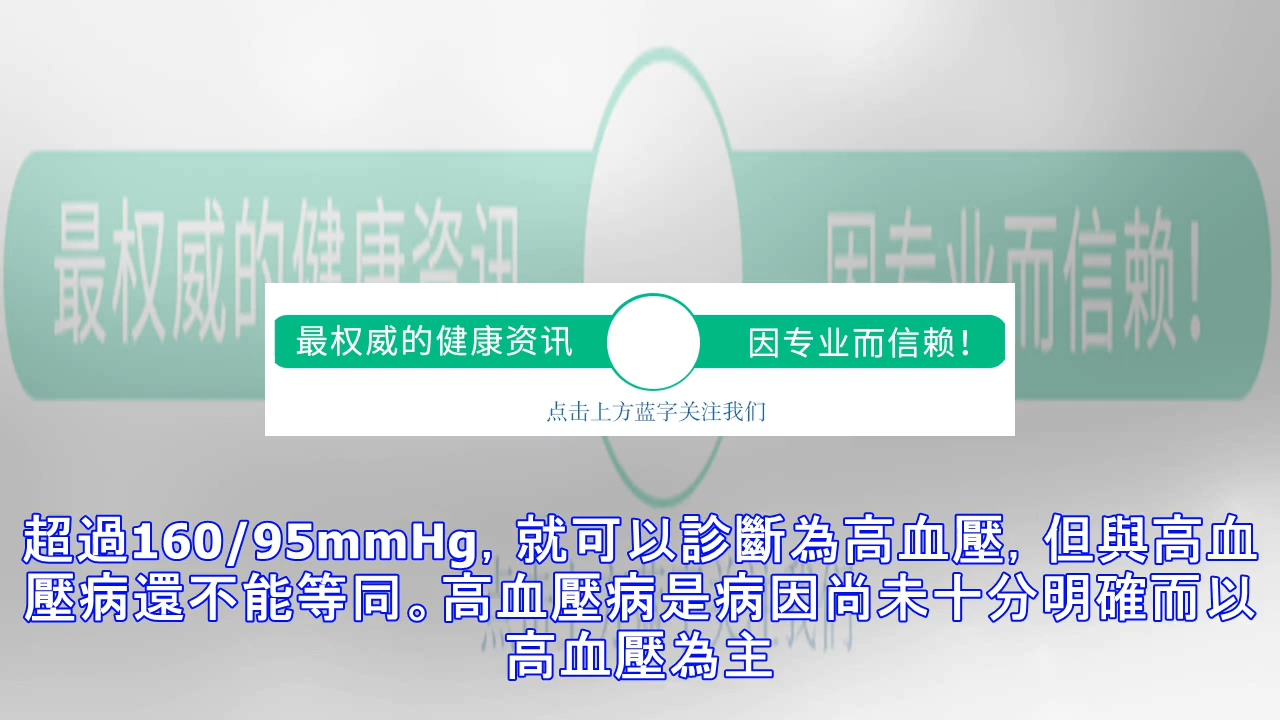 最权威的健康资讯
因专业而信赖！
最权威的健康资讯
因专业而信赖！
点击上方蓝字关注我们
超過160/95mmHg, 就可以診斷為高血壓, 但與高血
壓病還不能等同。高血壓病是病因尚未十分明確而以
高血壓為主